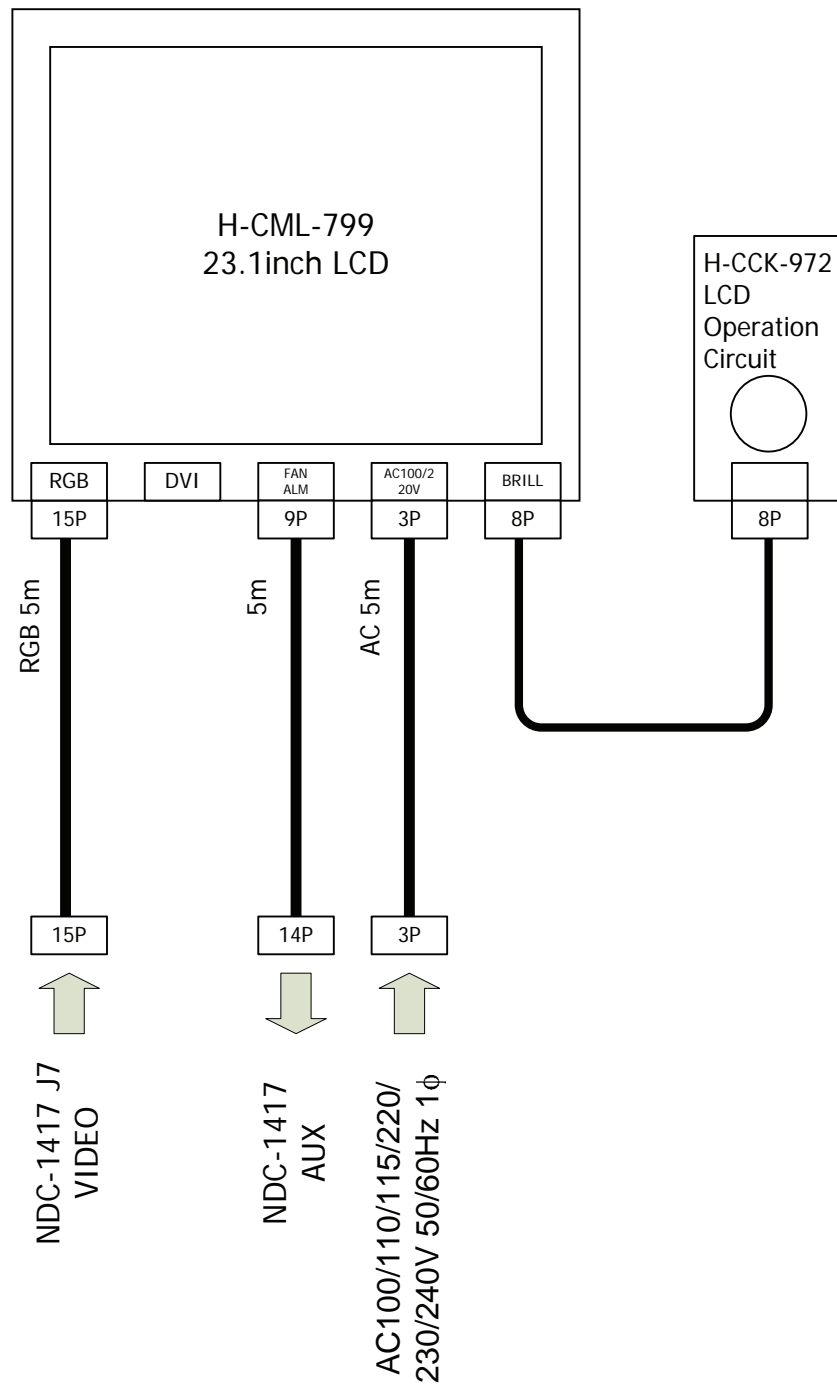 H-CML-799
23.1inch LCD
H-CCK-972
LCD
Operation
Circuit
RGB
DVI
FAN
ALM
AC100/2
20V
BRILL
15P
9P
3P
8P
8P
RGB 5m
5m
AC 5m
15P
14P
3P
NDC-1417 J7
VIDEO
NDC-1417
AUX
AC100/110/115/220/
230/240V 50/60Hz 1ϕ